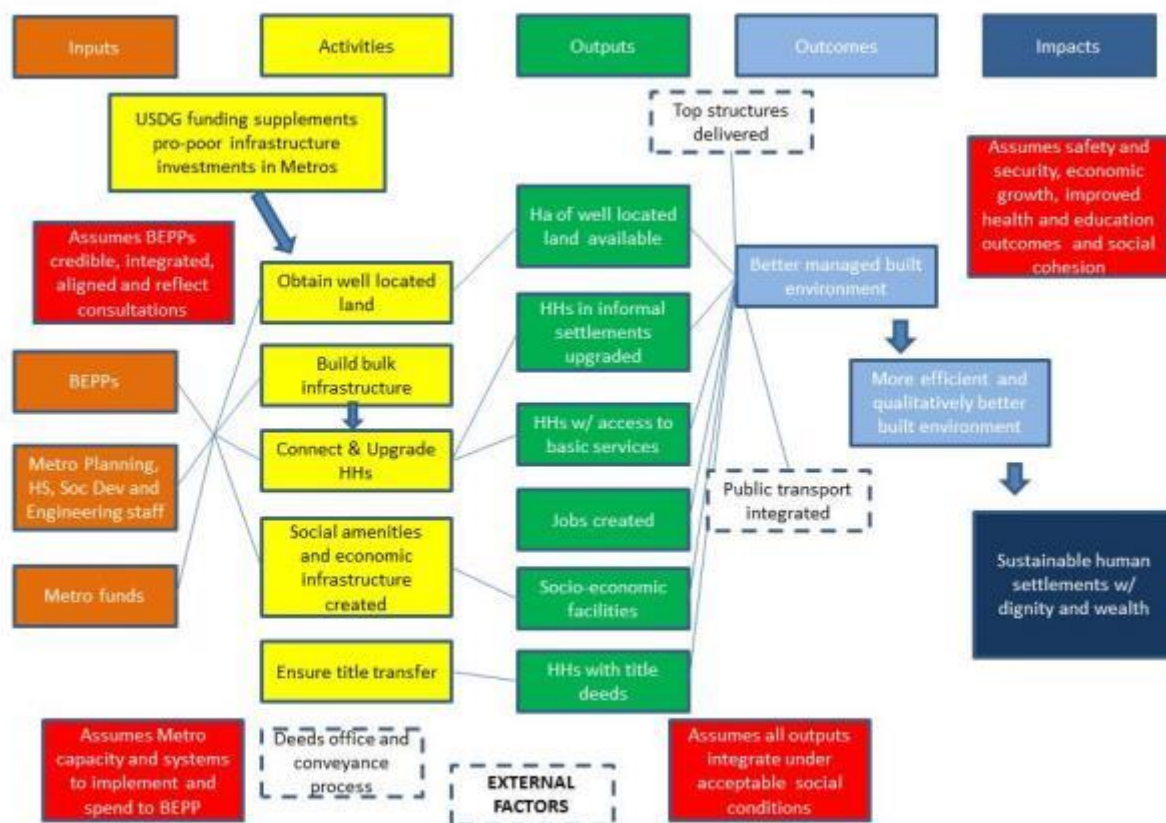 Inputs
Activities
Outputs
Outcomes
Impacts
USDG funding supplements
pro-poor infrastructure
investments in Metros
Top structures
delivered
Assumes safety and
security, economic
growth, improved
health and education
outcomes and social
cohesion
Assumes BEPPs
credible, integrated,
aligned and reflect
consultations
Obtain well located
land
Ha of well located
land available
Better managed built
environment
BEPPs
Build bulk
infrastructure
HHs in informal
settlements
upgraded
More efficient and
qualitatively better
built environment
Metro Planning,
HS, Soc Dev and
Engineering staff
Connect & Upgrade
HHs
HHs w/ access to
basic services
Public transport
integrated
Metro funds
Social amenities
and economic
infrastructure
created
Jobs created
Socio-economic
facilities
Sustainable human
settlements w/
dignity and wealth
Ensure title transfer
HHs with title
deeds
Assumes Metro
capacity and systems
to implement and
spend to BEPP
Deeds office and
conveyance
process
EXTERNAL
FACTORS
Assumes all outputs
integrate under
acceptable social
conditions